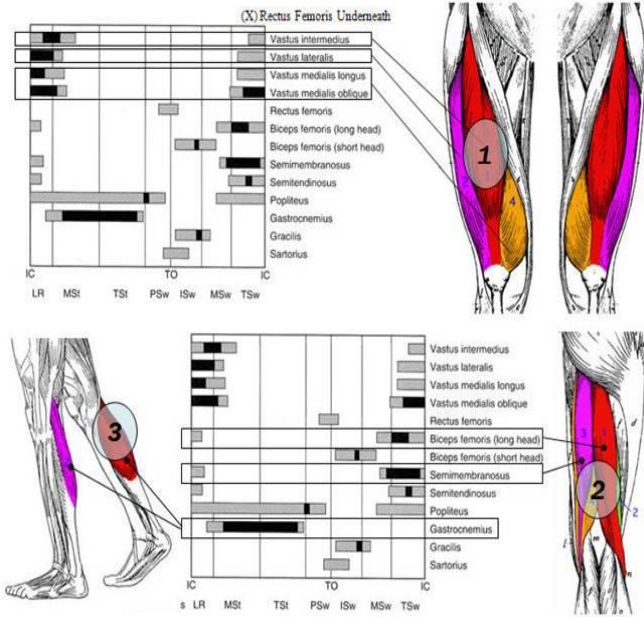 (X) Rectus Femoris Underneath
Vastus intermedius
Vastus lateralis
Vastus medialis longus
Vastus medialis oblique
Rectus femoris
Biceps femoris (long head)
Biceps femoris (short head)
Semimembranosus
Semitendinosus
Popliteus
Gastrocnemius
Gracilis
Sartorius
IC TO IC
LR MSt TSt PSw ISw MSw TSw
1
2
4
Vastus intermedius
Vastus lateralis
Vastus medialis longus
Vastus medialis oblique
Rectus femoris
Biceps femoris (long head)
Biceps femoris (short head)
Semimembranosus
Semitendinosus
Popliteus
Gastrocnemius
Gracilis
Sartorius
IC TO IC
s LR MSt TSt PSw ISw MSw TSw
3
3 1
2
2